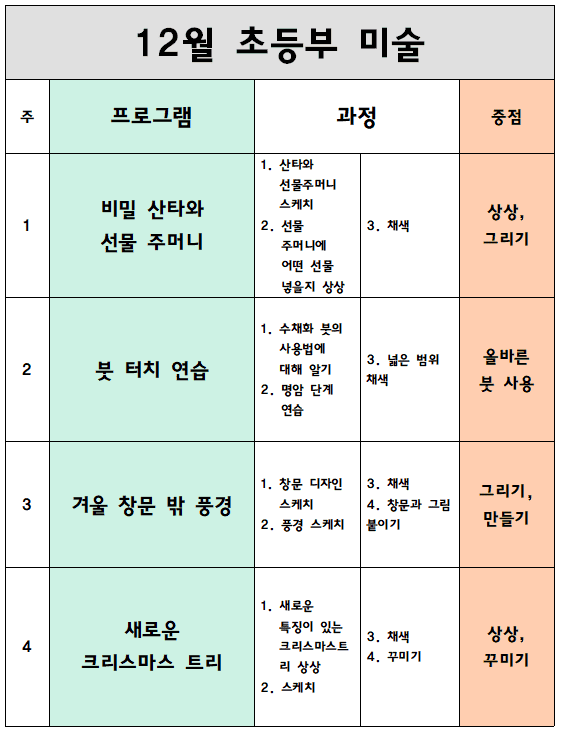 12월 초등부 미술
주
프로그램
과정
중점
1
비밀 산타와
선물 주머니
1. 산타와
선물주머니
스케치
2. 선물
주머니에
어떤 선물
넣을지 상상
3. 채색
상상,
그리기
2
붓 터치 연습
1. 수채화 붓의
사용법에
대해 알기
2. 명암 단계
연습
3. 넓은 범위
채색
올바른
붓 사용
3
겨울 창문 밖 풍경
1. 창문 디자인
스케치
2. 풍경 스케치
3. 채색
4. 창문과 그림
붙이기
그리기,
만들기
4
새로운
크리스마스 트리
1. 새로운
특징이 있는
크리스마스트
리 상상
2. 스케치
3. 채색
4. 꾸미기
상상,
꾸미기